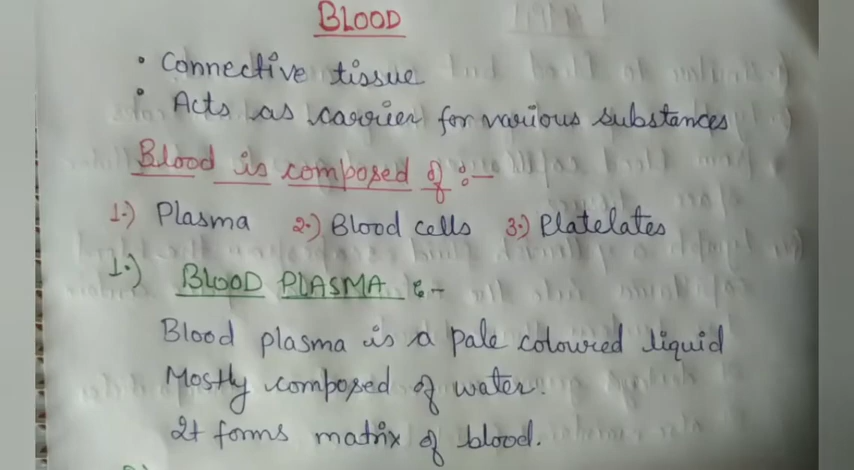 BLOOD
• Connective tissue
• Acts as carrier for various substances
Blood is composed of :-
1.) Plasma 2.) Blood cells 3.) Platelates
1.) BLOOD PLASMA :-
Blood plasma is a pale coloured liquid
Mostly composed of water.
It forms matrix of blood.